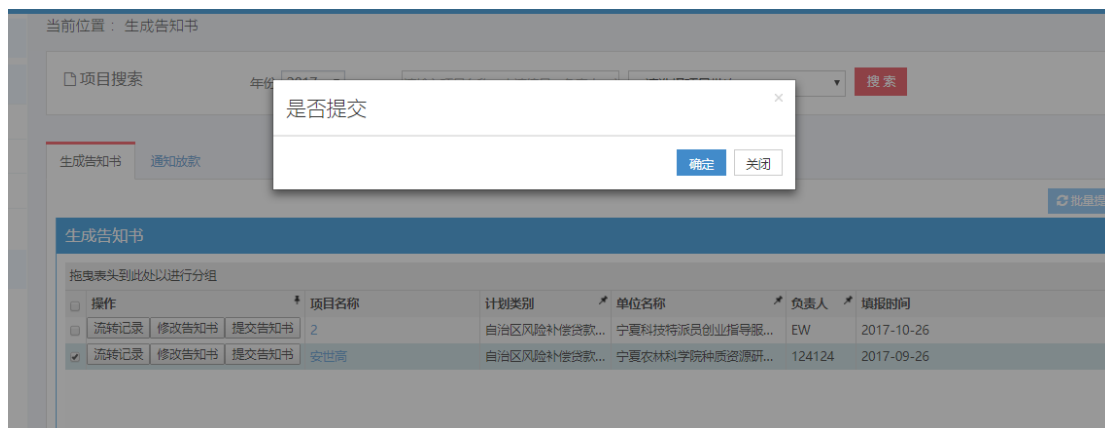 当前位置： 生成告知书
项目搜索
年份 2017
搜索
是否提交
×
确定 关闭
生成告知书 通知放款
生成告知书
拖曳表头到此处以进行分组
操作 项目名称 计划类别 单位名称 负责人 填报时间
流转记录 修改告知书 提交告知书 2 自治区风险补偿贷款... 宁夏科技特派员创业指导服... EW 2017-10-26
流转记录 修改告知书 提交告知书 安世高 自治区风险补偿贷款... 宁夏农林科学院种质资源研... 124124 2017-09-26